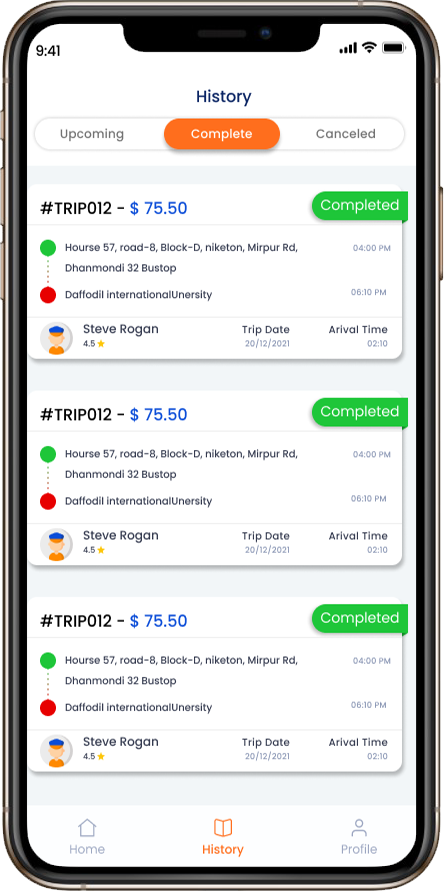 9:41
History
Upcoming Complete Canceled
#TRIP012 - $ 75.50 Completed
Hourse 57, road-8, Block-D, niketon, Mirpur Rd, 04:00 PM
Dhanmondi 32 Bustop
Daffodil internationalUnersity 06:10 PM
Steve Rogan Trip Date Arival Time
4.5 20/12/2021 02:10
#TRIP012 - $ 75.50 Completed
Hourse 57, road-8, Block-D, niketon, Mirpur Rd, 04:00 PM
Dhanmondi 32 Bustop
Daffodil internationalUnersity 06:10 PM
Steve Rogan Trip Date Arival Time
4.5 20/12/2021 02:10
#TRIP012 - $ 75.50 Completed
Hourse 57, road-8, Block-D, niketon, Mirpur Rd, 04:00 PM
Dhanmondi 32 Bustop
Daffodil internationalUnersity 06:10 PM
Steve Rogan Trip Date Arival Time
4.5 20/12/2021 02:10
Home History Profile